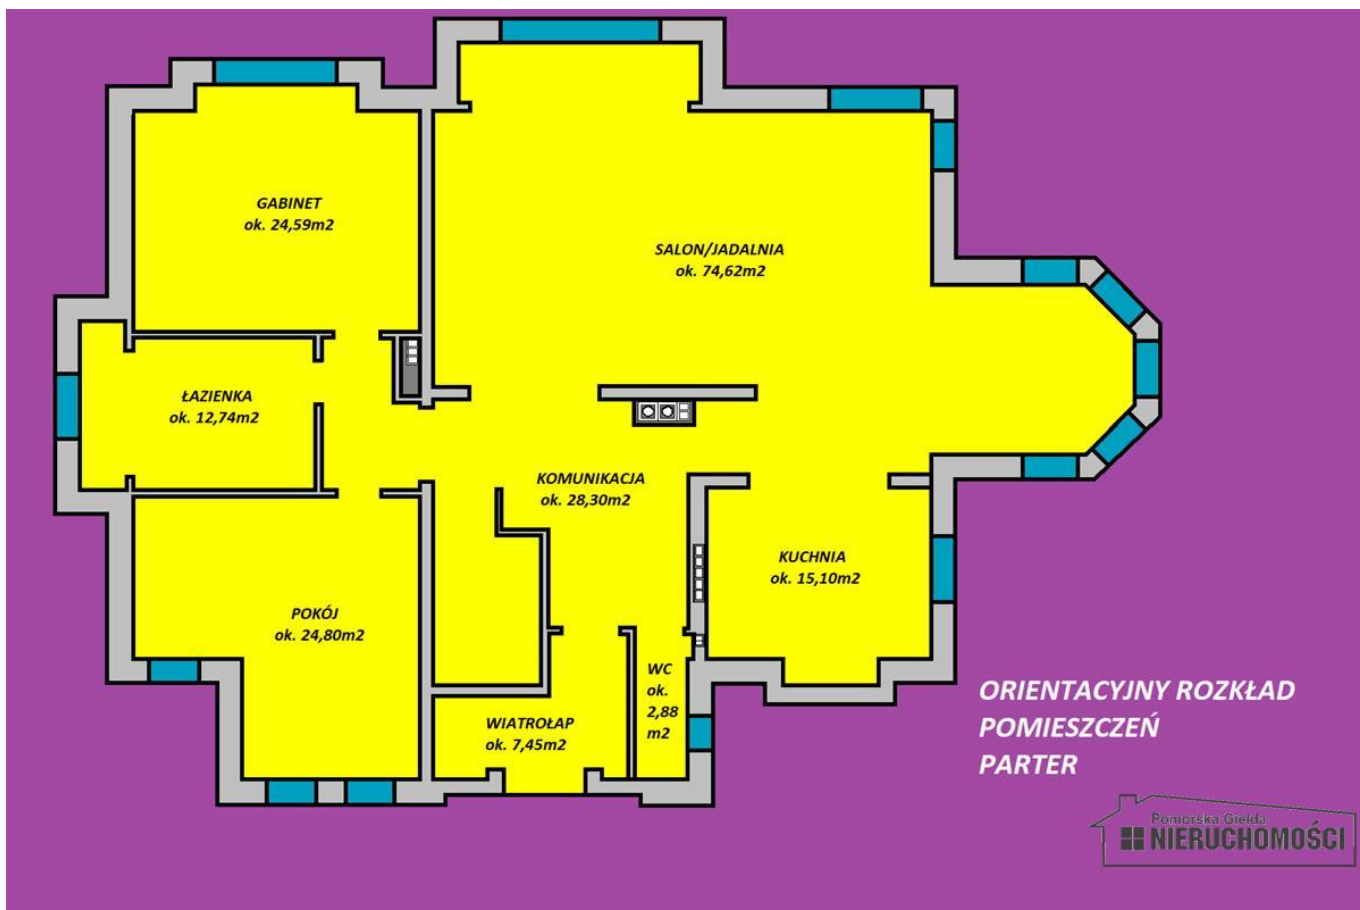 GABINET
ok. 24,59m2
SALON/JADALNIA
ok. 74,62m2
ŁAZIENKA
ok. 12,74m2
KOMUNIKACJA
ok. 28,30m2
KUCHNIA
ok. 15,10m2
POKÓJ
ok. 24,80m2
WC
ok.
2,88
m2
WIATROŁAP
ok. 7,45m2
ORIENTACYJNY ROZKŁAD
POMIESZCZEŃ
PARTER
Pomorska Giełda
NIERUCHOMOŚCI